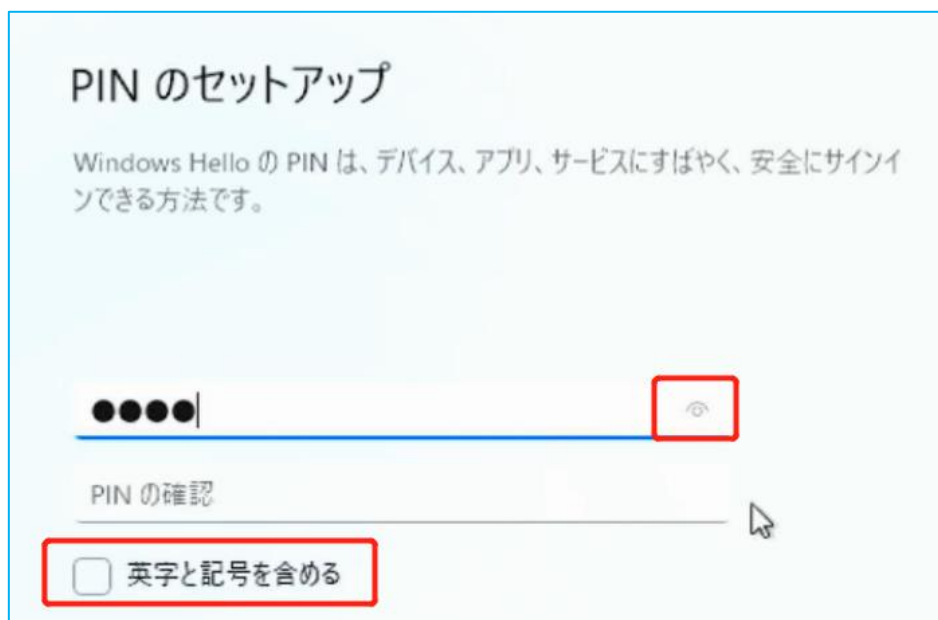 PIN のセットアップ
Windows Hello の PIN は、デバイス、アプリ、サービスにすばやく、安全にサインイ
ンできる方法です。
●●●●
PIN の確認
英字と記号を含める